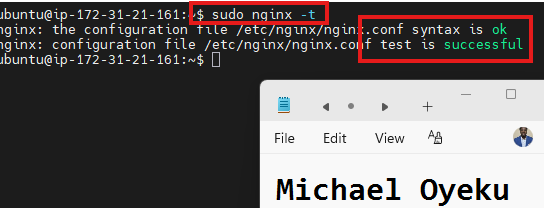 ubuntu@ip-172-31-21-161:~$ sudo nginx -t
nginx: the configuration file /etc/nginx/nginx.conf syntax is ok
nginx: configuration file /etc/nginx/nginx.conf test is successful
ubuntu@ip-172-31-21-161:~$
File Edit View
Michael Oyeku